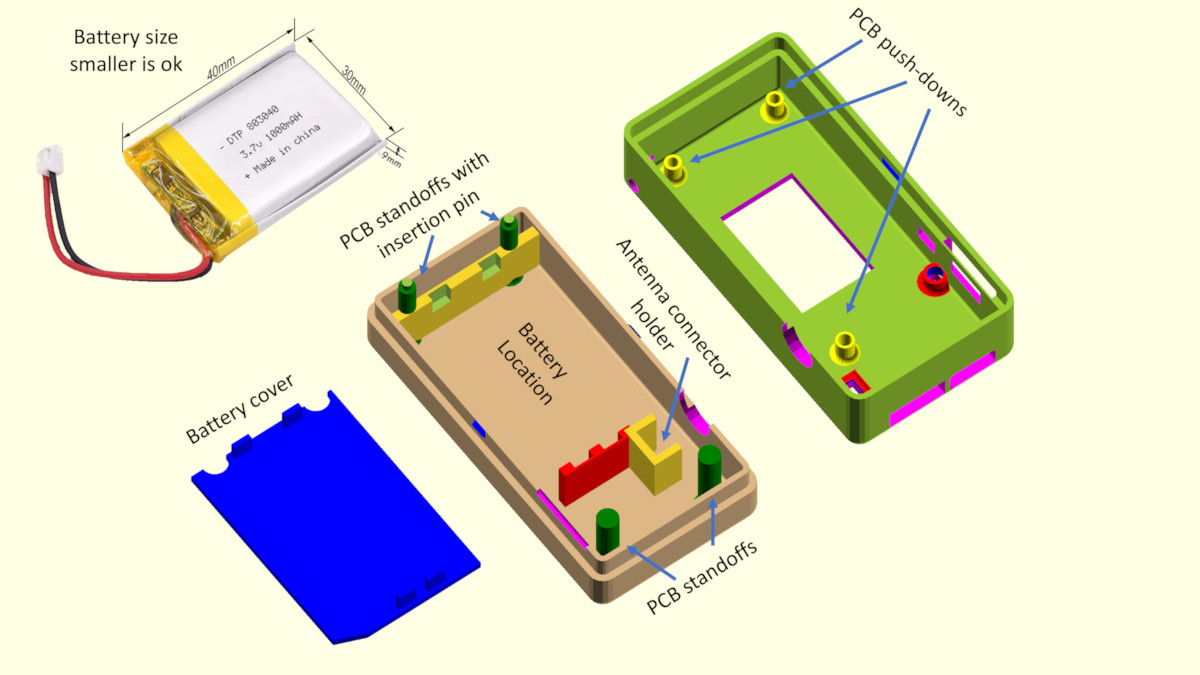 Battery size
smaller is ok
40mm
30mm
9mm
- DTP 803040
3.7v 1000mAH
+ Made in china
PCB push-downs
PCB standoffs with
insertion pin
Antenna connector
holder
Battery
Location
Battery cover
PCB standoffs